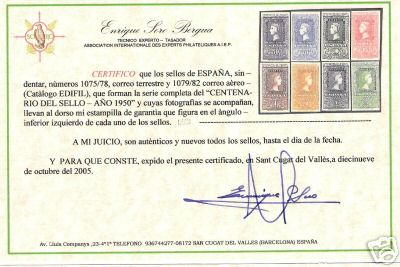 Enrique Soro Bergua
TECNICO EXPERTO - TASADOR
ASSOCIATION INTERNATIONALE DES EXPERTS PHILATELIQUES A.I.E.P.
CERTIFICO que los sellos de ESPAÑA, sin
dentar, números 1075/78, correo terrestre y 1079/82 correo aéreo
(Catálogo EDIFIL), que forman la serie completa del "CENTENA-
RIO DEL SELLO – AÑO 1950" y cuyas fotografías se acompañan,
llevan al dorso mi estampilla de garantía que figura en el ángulo
inferior izquierdo de cada uno de los sellos.
A MI JUICIO, son auténticos y nuevos todos los sellos, hasta el día de la fecha.
Y PARA QUE CONSTE, expido el presente certificado, en Sant Cugat del Vallès, a diecinueve
de octubre del 2005.
Av. Lluis Companys, 23-4º1ª TELEFONO 936744277-08172 SAN CUGAT DEL VALLES (BARCELONA) ESPAÑA